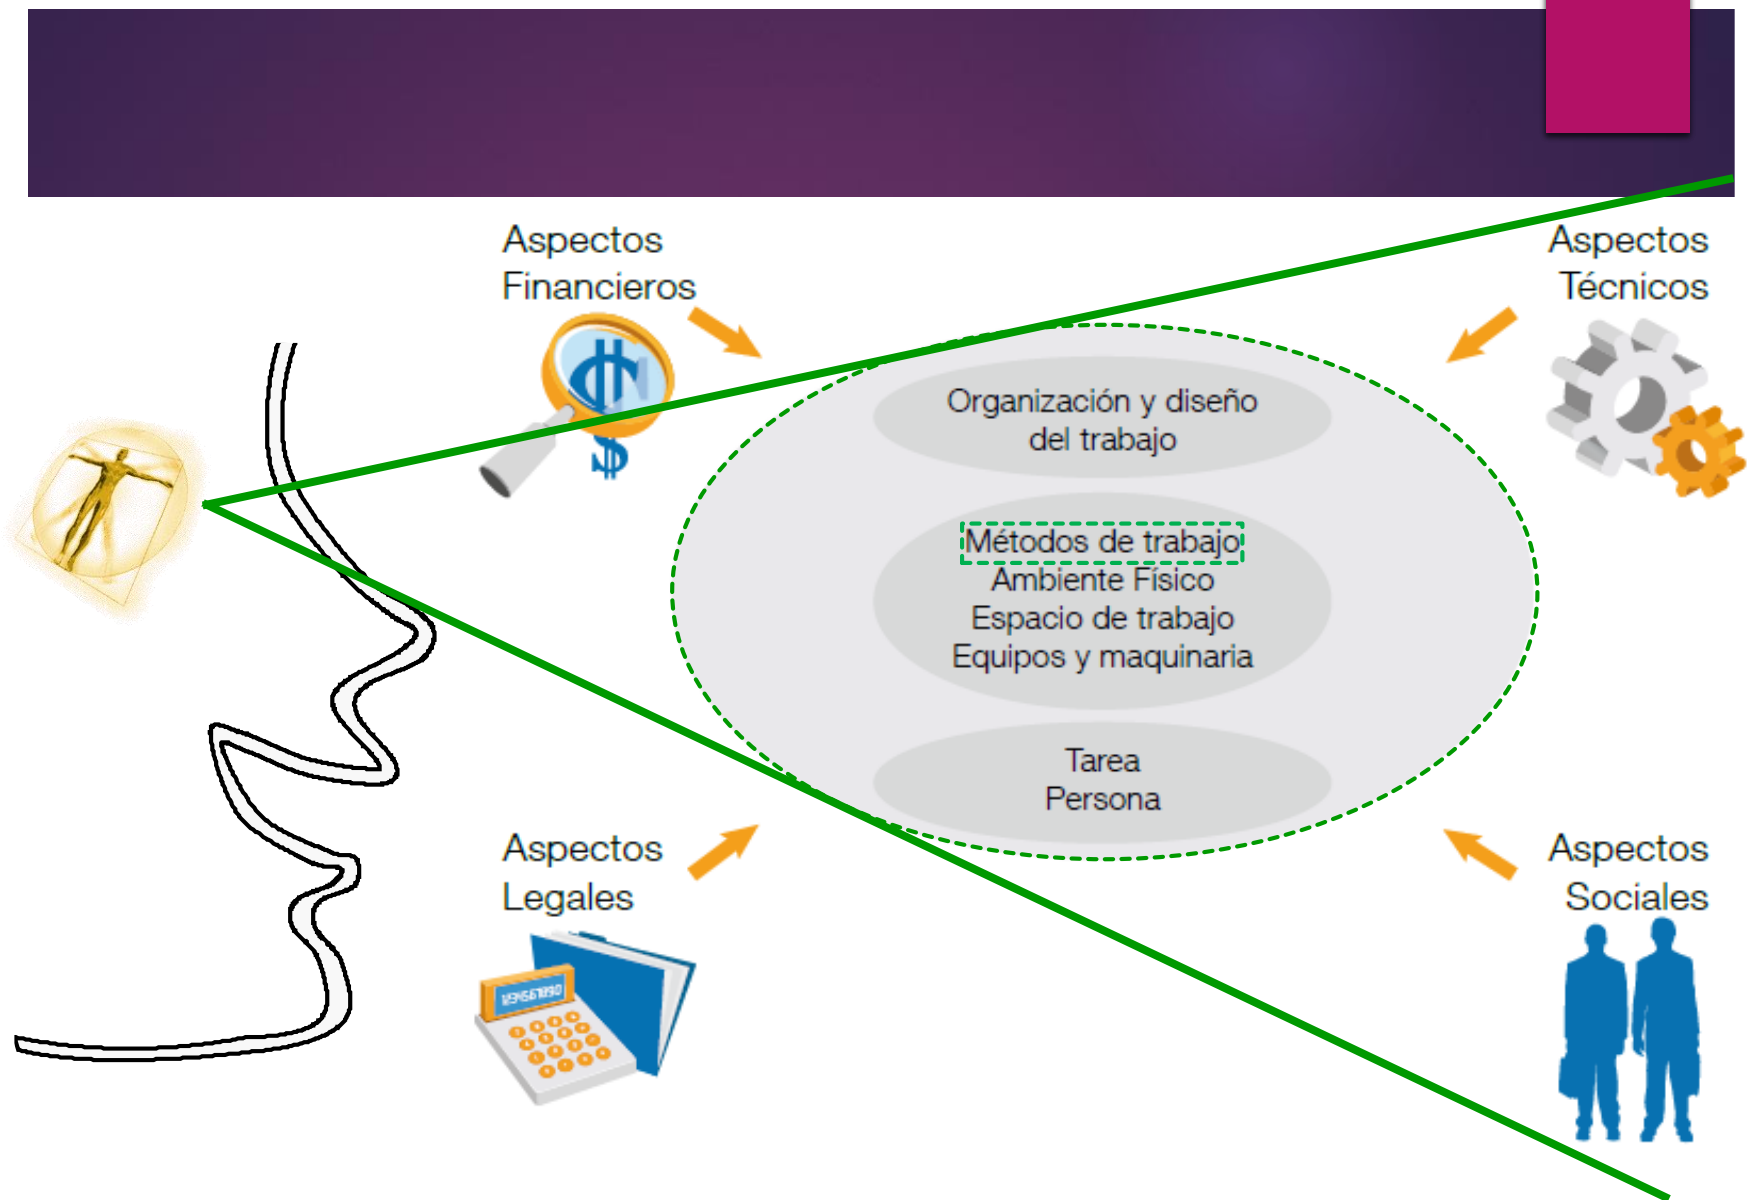 Aspectos
Financieros
Aspectos
Técnicos
$
Organización y diseño
del trabajo
Métodos de trabajo
Ambiente Físico
Espacio de trabajo
Equipos y maquinaria
Tarea
Persona
Aspectos
Legales
Aspectos
Sociales